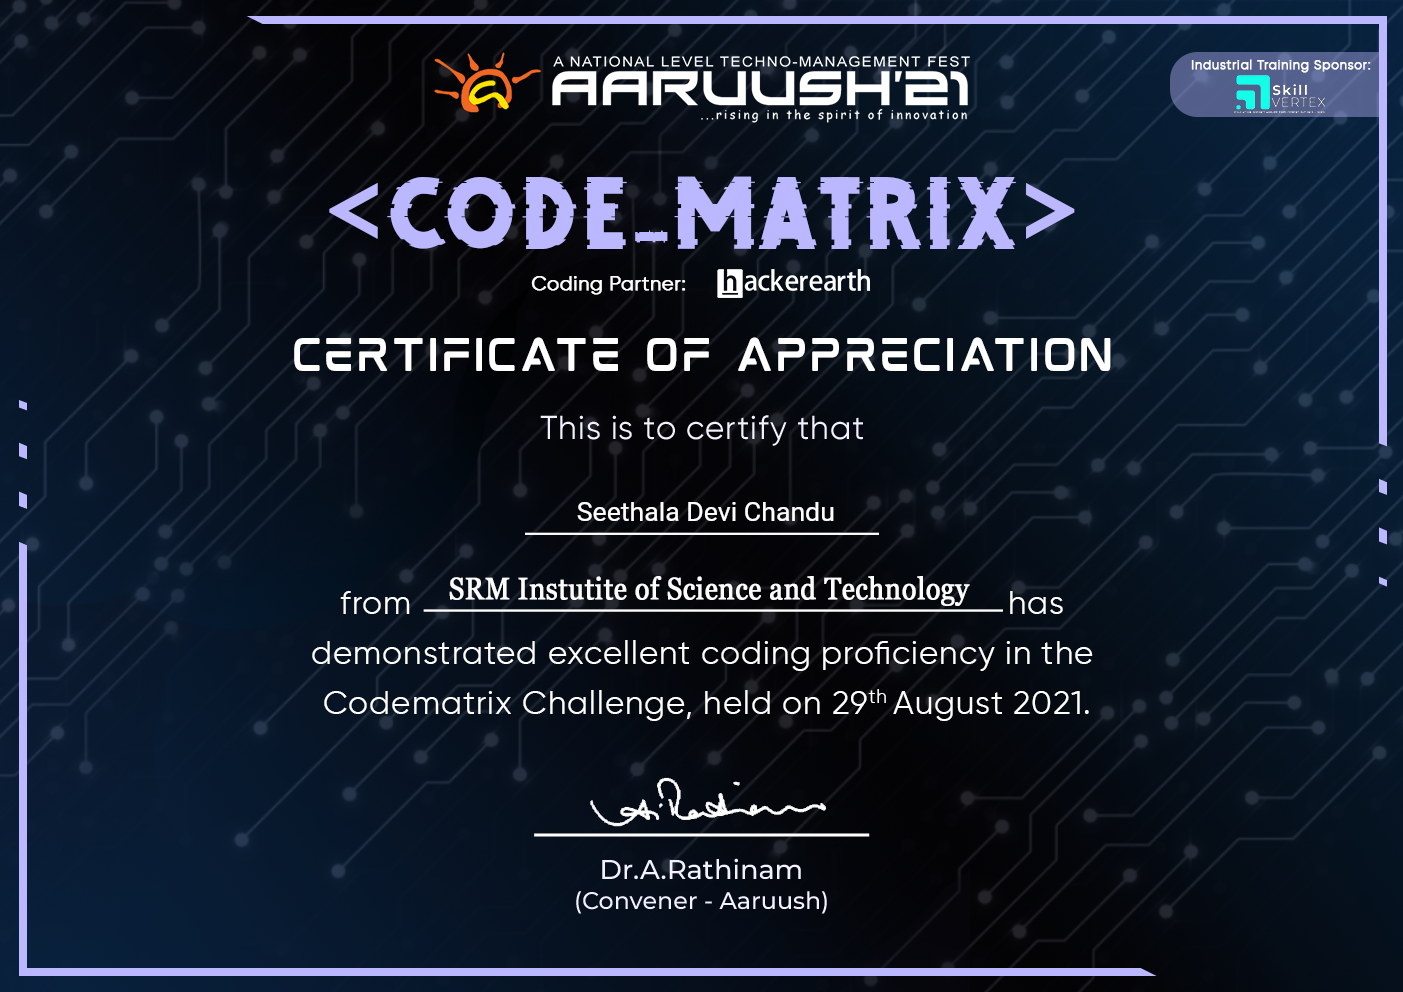 A NATIONAL LEVEL TECHNO-MANAGEMENT FEST
AARUUSH'21
...rising in the spirit of innovation
Industrial Training Sponsor:
Skill
VERTEX
<CODE_MATRIX>
Coding Partner: hackerearth
CERTIFICATE OF APPRECIATION
This is to certify that
Seethala Devi Chandu
from SRM Instutite of Science and Technology has
demonstrated excellent coding proficiency in the
Codematrix Challenge, held on 29th August 2021.
A.Rathinam
Dr.A.Rathinam
(Convener - Aaruush)